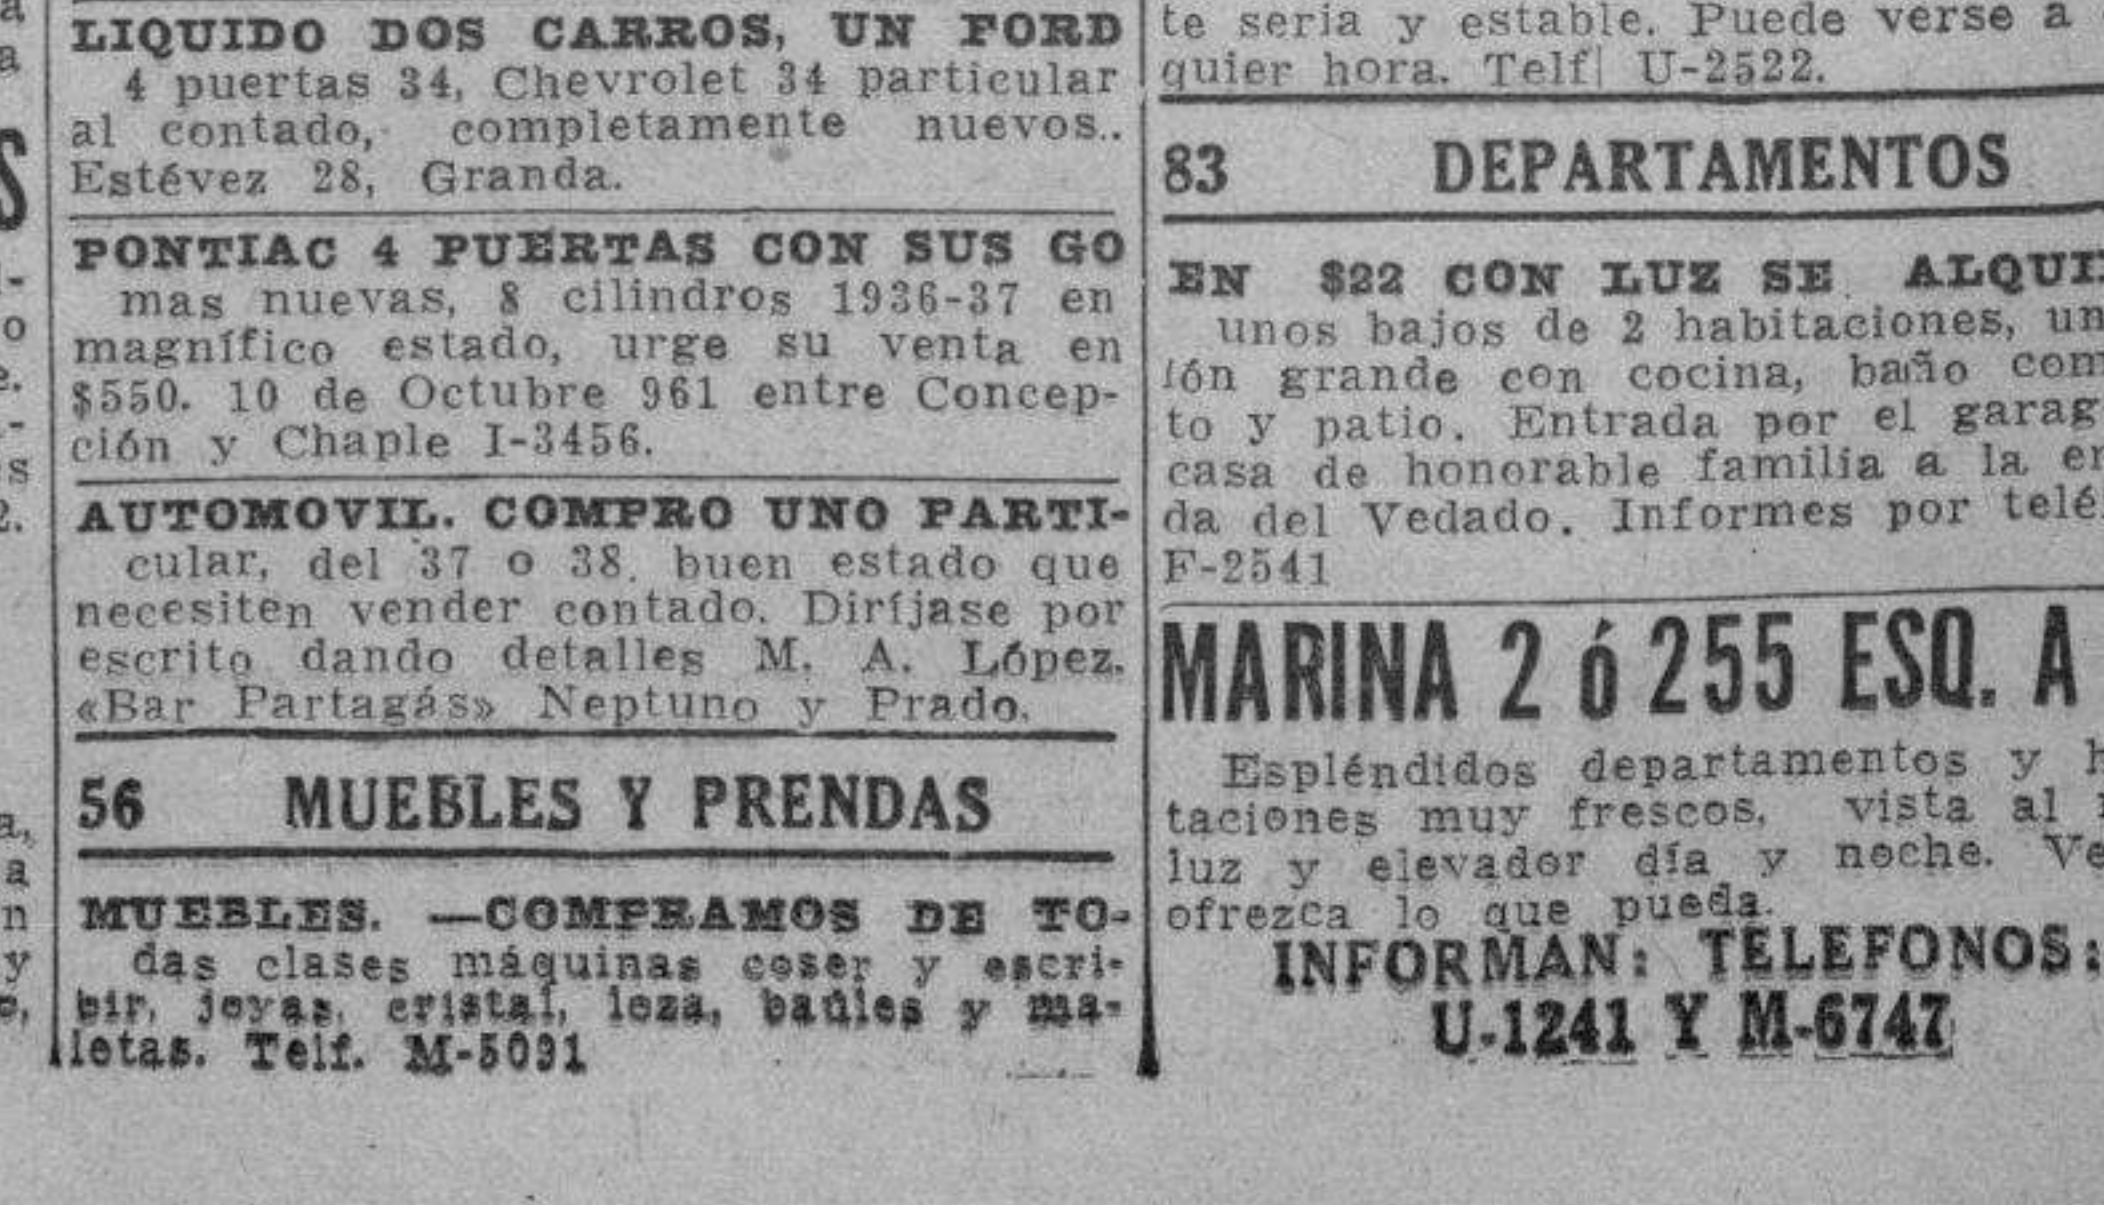 LIQUIDO DOS CARROS, UN FORD
4 puertas 34, Chevrolet 34 particular
al contado, completamente nuevos..
Estévez 28, Granda.
PONTIAC 4 PUERTAS CON SUS GO
mas nuevas, 8 cilindros 1936-37 en
magnífico estado, urge su venta en
$550. 10 de Octubre 961 entre Concep-
ción y Chaple I-3456.
AUTOMOVIL. COMPRO UNO PARTI-
cular, del 37 o 38, buen estado que
necesiten vender contado. Diríjase por
escrito dando detalles M. A. López.
«Bar Partagás» Neptuno y Prado.
56 MUEBLES Y PRENDAS
MUEBLES. —COMPRAMOS DE TO-
das clases máquinas coser y escri-
bir, joyas, cristal, loza, baúles y ma-
letas. Telf. M-5091
te seria y estable. Puede verse a
quier hora. Telf| U-2522.
83 DEPARTAMENTOS
EN $22 CON LUZ SE ALQUI
unos bajos de 2 habitaciones, un
ión grande con cocina, baño com
to y patio. Entrada por el garag
casa de honorable familia a la en
da del Vedado. Informes por telé
F-2541
MARINA 2 ó 255 ESQ. A
Espléndidos departamentos y h
taciones muy frescos, vista al
luz y elevador día y noche. Ve
ofrezca lo que pueda.
INFORMAN: TELEFONOS:
U-1241 Y M-6747